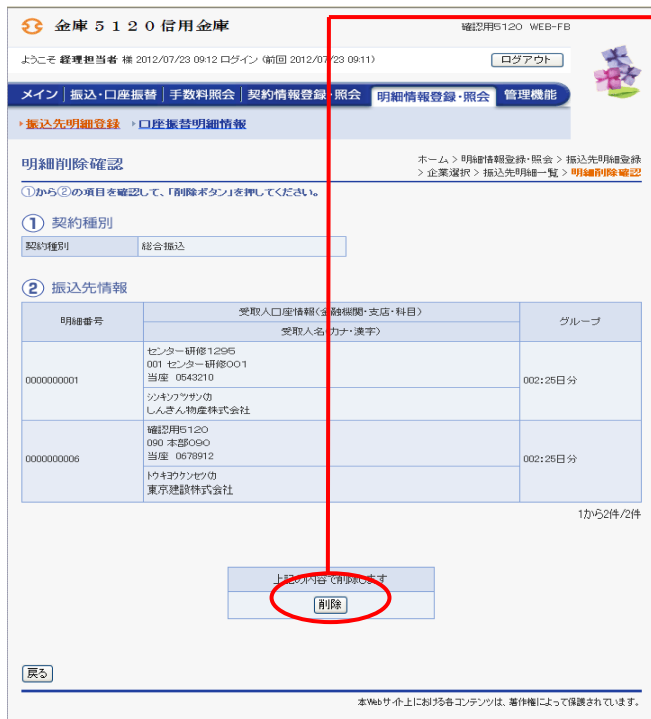 金庫５１２０信用金庫
確認用5120 WEB-FB
ようこそ 経理担当者 様 2012/07/23 09:12 ログイン (前回 2012/07/23 09:11)
ログアウト
メイン 振込・口座振替 手数料照会 契約情報登録・照会 明細情報登録・照会 管理機能
振込先明細登録 口座振替明細情報
明細削除確認
ホーム > 明細情報登録・照会 > 振込先明細登録
> 企業選択 > 振込先明細一覧 > 明細削除確認
①から②の項目を確認して、「削除ボタン」を押してください。
① 契約種別
契約種別 総合振込
② 振込先情報
明細番号 受取人口座情報(金融機関・支店・科目) グループ
受取人名(カナ・漢字)
センター研修1295
001 センター研修001
当座 0543210
0000000001 002:25日分
シンキンブツサン(カ
しんきん物産株式会社
確認用5120
090 本部090
当座 0678912
0000000006 002:25日分
トウキヨウケンセツ(カ
東京建設株式会社
1から2件/2件
上記の内容で削除します
削除
戻る
本Webサイト上における各コンテンツは、著作権によって保護されています。